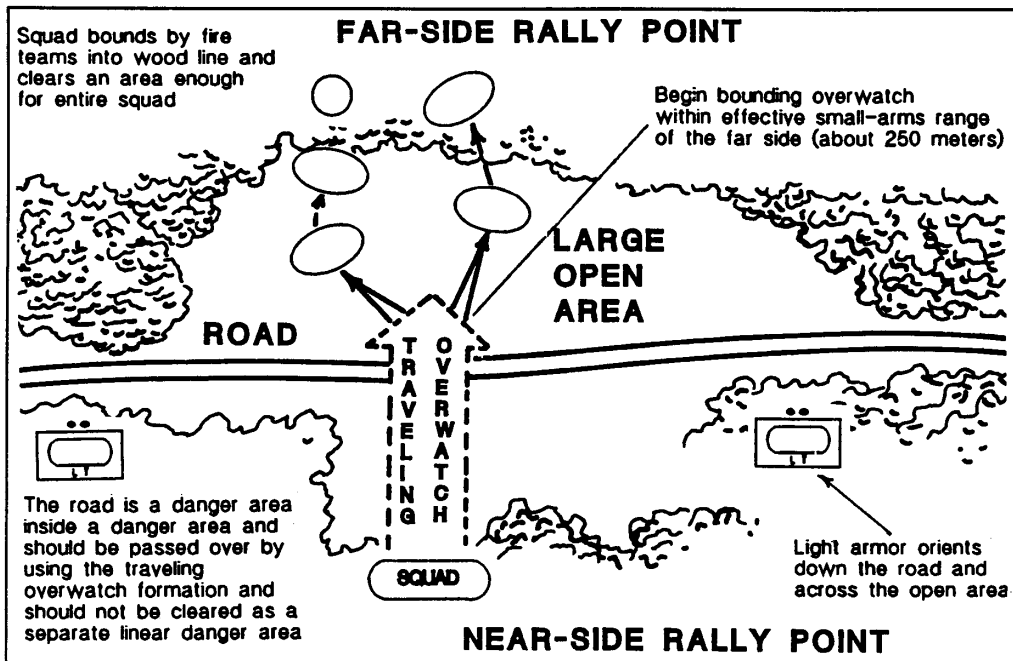 FAR-SIDE RALLY POINT
Squad bounds by fire
teams into wood line and
clears an area enough
for entire squad
Begin bounding overwatch
within effective small-arms range
of the far side (about 250 meters)
LARGE
OPEN
AREA
ROAD
TRAVELING
OVERWATCH
LT
LT
The road is a danger area
inside a danger area and
should be passed over by
using the traveling
overwatch formation and
should not be cleared as a
separate linear danger area
SQUAD
Light armor orients
down the road and
across the open area
NEAR-SIDE RALLY POINT